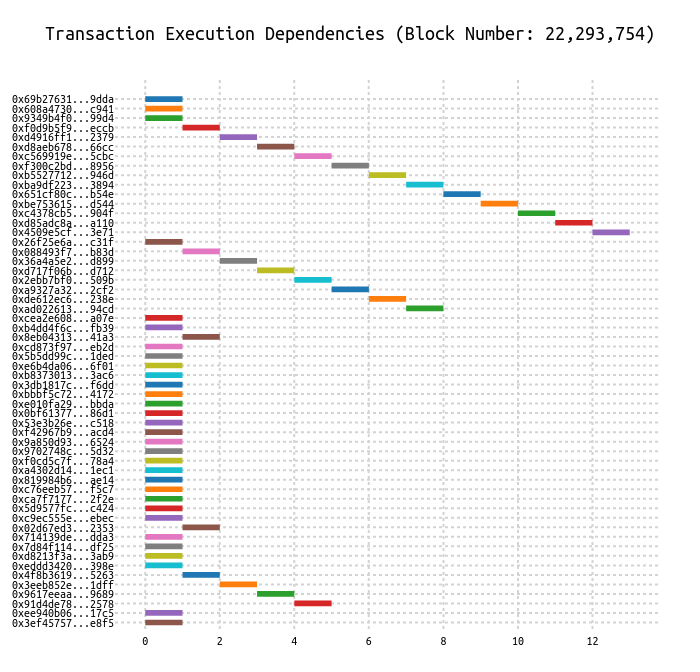 Transaction Execution Dependencies (Block Number: 22,293,754)
0x69b27631...9dda
0x608a4730...c941
0x9349b4f0...99d4
0xf0d9b5f9...eccb
0xd4916ff1...2379
0xd8aeb678...66cc
0xc569919e...5cbc
0xf300c2bd...8956
0xb5527712...946d
0xba9df223...3894
0x651cf80c...b54e
0xbe753615...d544
0xc4378cb5...904f
0xd85adc8a...a110
0x4509e5cf...3e71
0x26f25e6a...c31f
0x088493f7...b83d
0x36a4a5e2...d899
0xd717f06b...d712
0x2ebb7bf0...509b
0xa9327a32...2cf2
0xde612ec6...238e
0xad022613...94cd
0xcea2e608...a07e
0xb4dd4f6c...fb39
0x8eb04313...41a3
0xcd873f97...eb2d
0x5b5dd99c...1ded
0xe6b4da06...6f01
0xb8373013...3ac6
0x3db1817c...f6dd
0xbbbf5c72...4172
0xe010fa29...bbda
0x0bf61377...86d1
0x53e3b26e...c518
0xf42967b9...acd4
0x9a850d93...6524
0x9702748c...5d32
0xf0cd5c7f...78a4
0xa4302d14...1ec1
0x819984b6...ae14
0xc76eeb57...f5c7
0xca7f7177...2f2e
0x5d9577fc...c424
0xc9ec555e...ebec
0x02d67ed3...2353
0x714139de...dda3
0x7d84f114...df25
0xd8213f3a...3ab9
0xeddd3420...398e
0x4f8b3619...5263
0x3eeb852e...1dff
0x9617eeaa...9689
0x91d4de78...2578
0xee940b06...17c5
0x3ef45757...e8f5
0 2 4 6 8 10 12